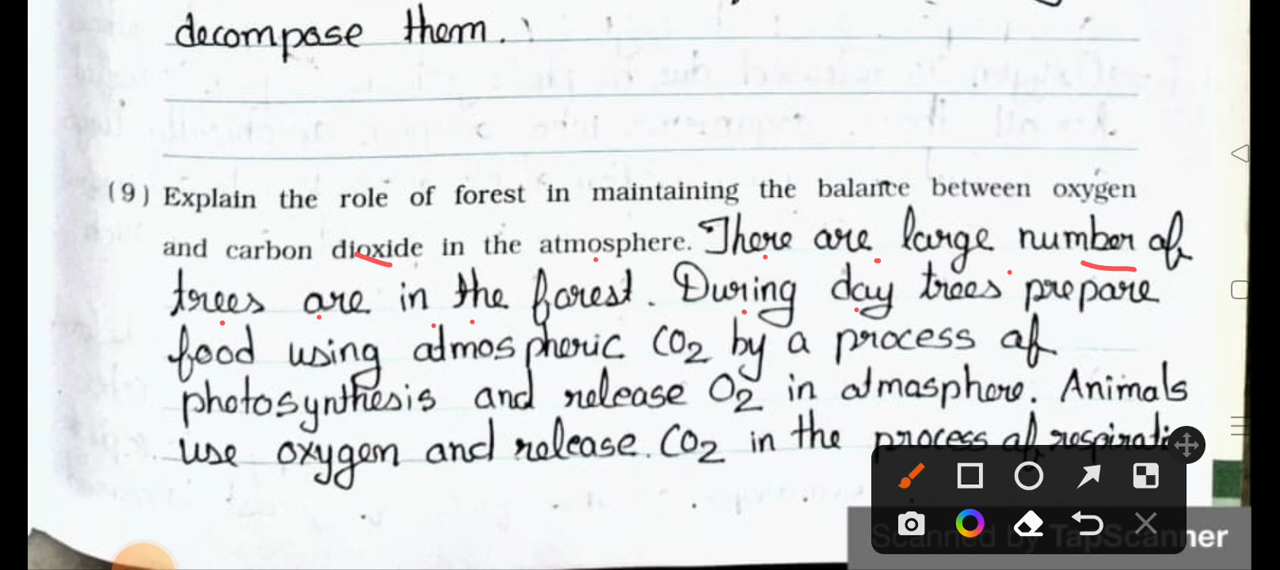 decompose them.
(9) Explain the role of forest in maintaining the balance between oxygen
and carbon dioxide in the atmosphere. There are large number of
trees are in the forest. During day trees prepare
food using atmospheric CO2 by a process of
photosynthesis and release O2 in atmosphere. Animals
use oxygen and release CO2 in the process of
Scanned by TapScanner